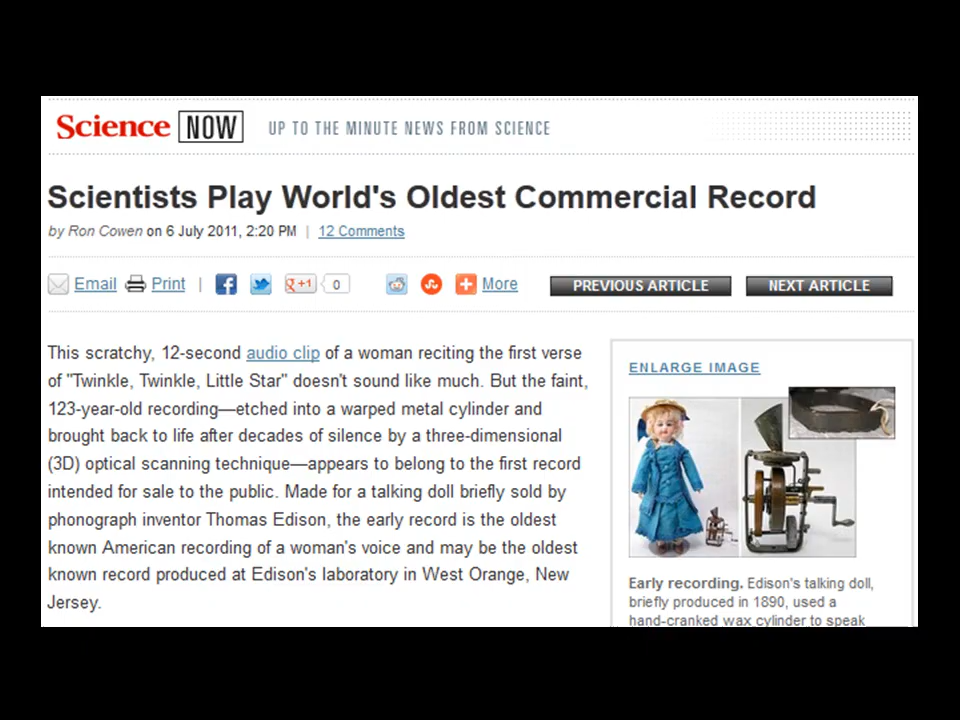 Science NOW UP TO THE MINUTE NEWS FROM SCIENCE
Scientists Play World's Oldest Commercial Record
by Ron Cowen on 6 July 2011, 2:20 PM | 12 Comments
Email Print | +1 0 More PREVIOUS ARTICLE NEXT ARTICLE
This scratchy, 12-second audio clip of a woman reciting the first verse
of "Twinkle, Twinkle, Little Star" doesn't sound like much. But the faint,
123-year-old recording—etched into a warped metal cylinder and
brought back to life after decades of silence by a three-dimensional
(3D) optical scanning technique—appears to belong to the first record
intended for sale to the public. Made for a talking doll briefly sold by
phonograph inventor Thomas Edison, the early record is the oldest
known American recording of a woman's voice and may be the oldest
known record produced at Edison's laboratory in West Orange, New
Jersey.
ENLARGE IMAGE
Early recording. Edison's talking doll,
briefly produced in 1890, used a
hand-cranked wax cylinder to speak